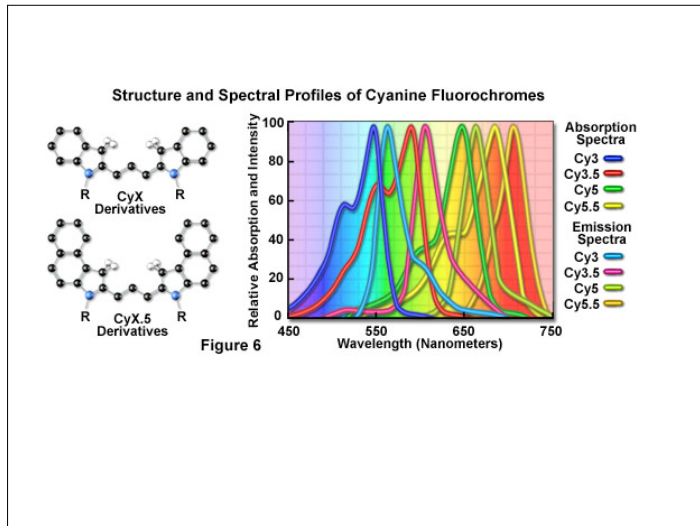 Structure and Spectral Profiles of Cyanine Fluorochromes
N
N
R
CyX
R
Derivatives
N
N
R
CyX.5
R
Derivatives
Figure 6
Relative Absorption and Intensity
100
80
60
40
20
0
450
550
650
750
Wavelength (Nanometers)
Absorption
Spectra
Cy3
Cy3.5
Cy5
Cy5.5
Emission
Spectra
Cy3
Cy3.5
Cy5
Cy5.5